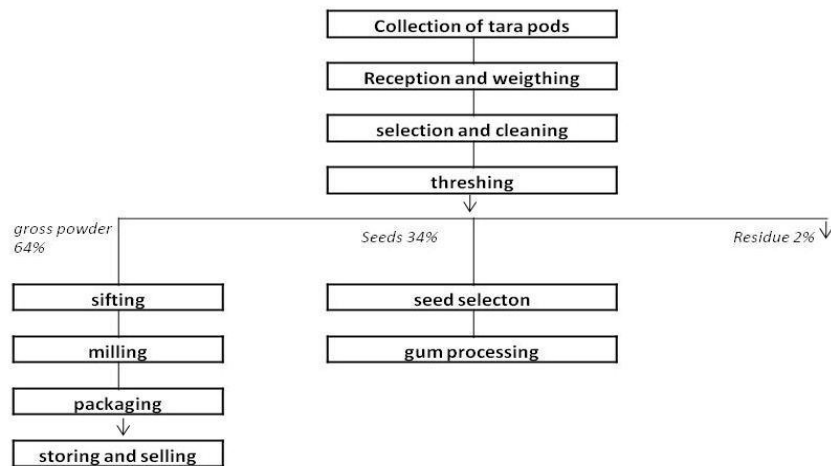 Collection of tara pods
Reception and weigthing
selection and cleaning
threshing
gross powder
64%
Seeds 34%
Residue 2%
sifting
seed selecton
milling
gum processing
packaging
storing and selling